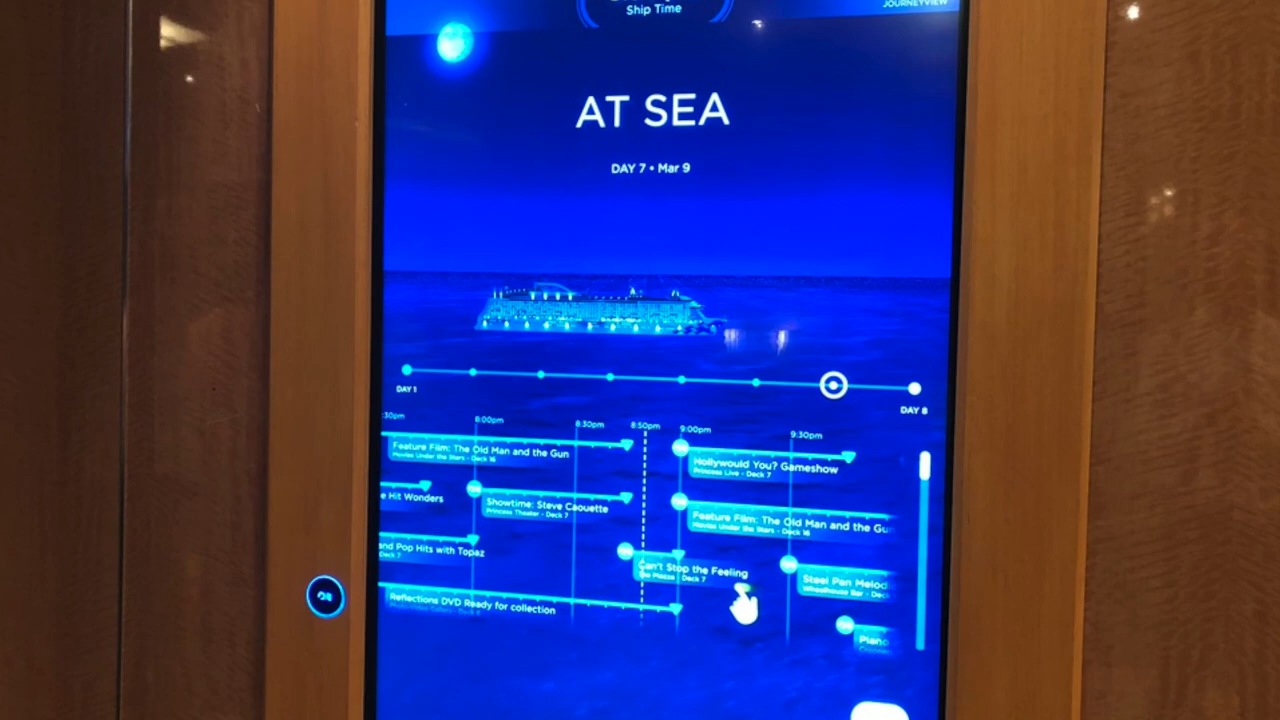 Ship Time
JOURNEYVIEW
AT SEA
DAY 7 • Mar 9
DAY 1
DAY 8
:30pm
8:00pm
8:30pm
8:50pm
9:00pm
9:30pm
Feature Film: The Old Man and the Gun
Movies Under the Stars - Deck 16
Hollywould You? Gameshow
Princess Live - Deck 7
e Hit Wonders
Showtime: Steve Caouette
Princess Theater - Deck 7
Feature Film: The Old Man and the Gu
Movies Under the Stars - Deck 16
and Pop Hits with Topaz
Deck 7
Can't Stop the Feeling
The Piazza - Deck 7
Steel Pan Melod
Wheelhouse Bar - Dec
Reflections DVD Ready for collection
Piano